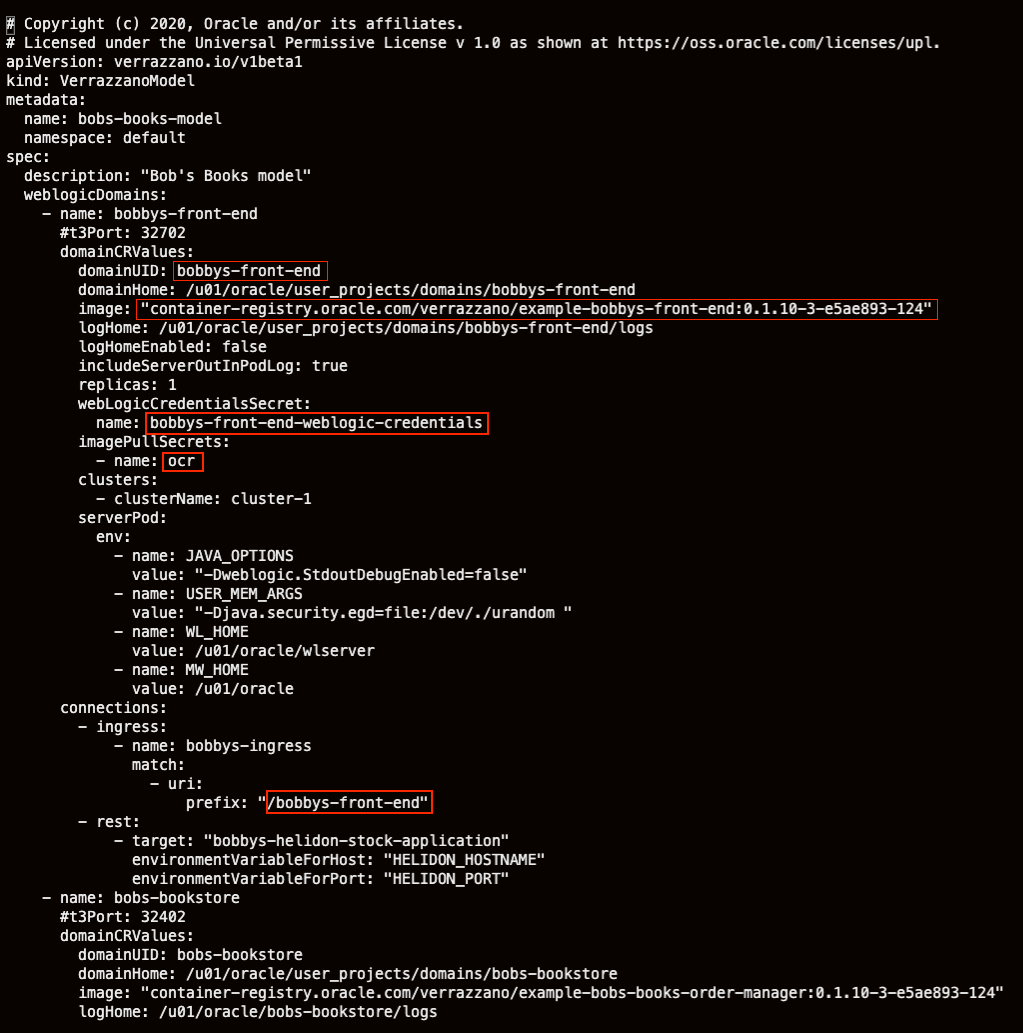 # Copyright (c) 2020, Oracle and/or its affiliates.
# Licensed under the Universal Permissive License v 1.0 as shown at https://oss.oracle.com/licenses/upl.
apiVersion: verrazzano.io/v1beta1
kind: VerrazzanoModel
metadata:
  name: bobs-books-model
  namespace: default
spec:
  description: "Bob's Books model"
  weblogicDomains:
    - name: bobbys-front-end
      #t3Port: 32702
      domainCRValues:
        domainUID: bobbys-front-end
        domainHome: /u01/oracle/user_projects/domains/bobbys-front-end
        image: "container-registry.oracle.com/verrazzano/example-bobbys-front-end:0.1.10-3-e5ae893-124"
        logHome: /u01/oracle/user_projects/domains/bobbys-front-end/logs
        logHomeEnabled: false
        includeServerOutInPodLog: true
        replicas: 1
        webLogicCredentialsSecret:
          name: bobbys-front-end-weblogic-credentials
        imagePullSecrets:
          - name: ocr
        clusters:
          - clusterName: cluster-1
        serverPod:
          env:
            - name: JAVA_OPTIONS
              value: "-Dweblogic.StdoutDebugEnabled=false"
            - name: USER_MEM_ARGS
              value: "-Djava.security.egd=file:/dev/./urandom "
            - name: WL_HOME
              value: /u01/oracle/wlserver
            - name: MW_HOME
              value: /u01/oracle
      connections:
        - ingress:
            - name: bobbys-ingress
              match:
                - uri:
                    prefix: "/bobbys-front-end"
        - rest:
            - target: "bobbys-helidon-stock-application"
              environmentVariableForHost: "HELIDON_HOSTNAME"
              environmentVariableForPort: "HELIDON_PORT"
    - name: bobs-bookstore
      #t3Port: 32402
      domainCRValues:
        domainUID: bobs-bookstore
        domainHome: /u01/oracle/user_projects/domains/bobs-bookstore
        image: "container-registry.oracle.com/verrazzano/example-bobs-books-order-manager:0.1.10-3-e5ae893-124"
        logHome: /u01/oracle/bobs-bookstore/logs